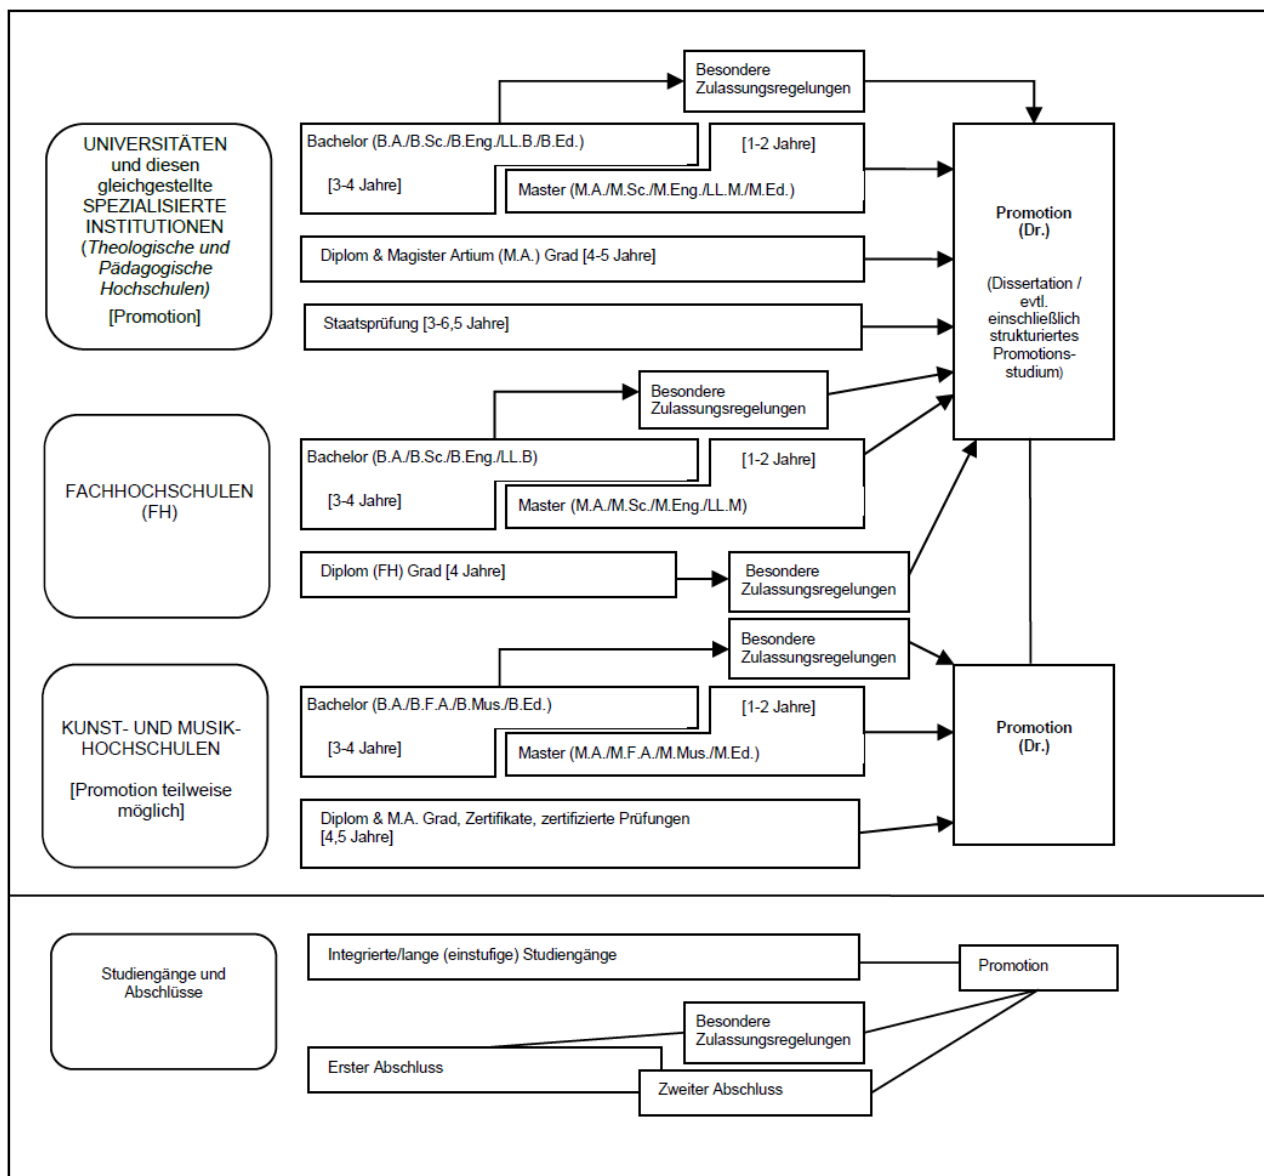 Besondere
Zulassungsregelungen
UNIVERSITÄTEN
und diesen
gleichgestellte
SPEZIALISIERTE
INSTITUTIONEN
(Theologische und
Pädagogische
Hochschulen)
[Promotion]
Bachelor (B.A./B.Sc./B.Eng./LL.B./B.Ed.)
[1-2 Jahre]
[3-4 Jahre]
Master (M.A./M.Sc./M.Eng./LL.M./M.Ed.)
Diplom & Magister Artium (M.A.) Grad [4-5 Jahre]
Staatsprüfung [3-6,5 Jahre]
Promotion
(Dr.)
(Dissertation /
evtl.
einschließlich
strukturiertes
Promotions-
studium)
Besondere
Zulassungsregelungen
FACHHOCHSCHULEN
(FH)
Bachelor (B.A./B.Sc./B.Eng./LL.B)
[1-2 Jahre]
[3-4 Jahre]
Master (M.A./M.Sc./M.Eng./LL.M)
Diplom (FH) Grad [4 Jahre]
Besondere
Zulassungsregelungen
Besondere
Zulassungsregelungen
KUNST- UND MUSIK-
HOCHSCHULEN
[Promotion teilweise
möglich]
Bachelor (B.A./B.F.A./B.Mus./B.Ed.)
[1-2 Jahre]
[3-4 Jahre]
Master (M.A./M.F.A./M.Mus./M.Ed.)
Diplom & M.A. Grad, Zertifikate, zertifizierte Prüfungen
[4,5 Jahre]
Promotion
(Dr.)
Studiengänge und
Abschlüsse
Integrierte/lange (einstufige) Studiengänge
Promotion
Besondere
Zulassungsregelungen
Erster Abschluss
Zweiter Abschluss